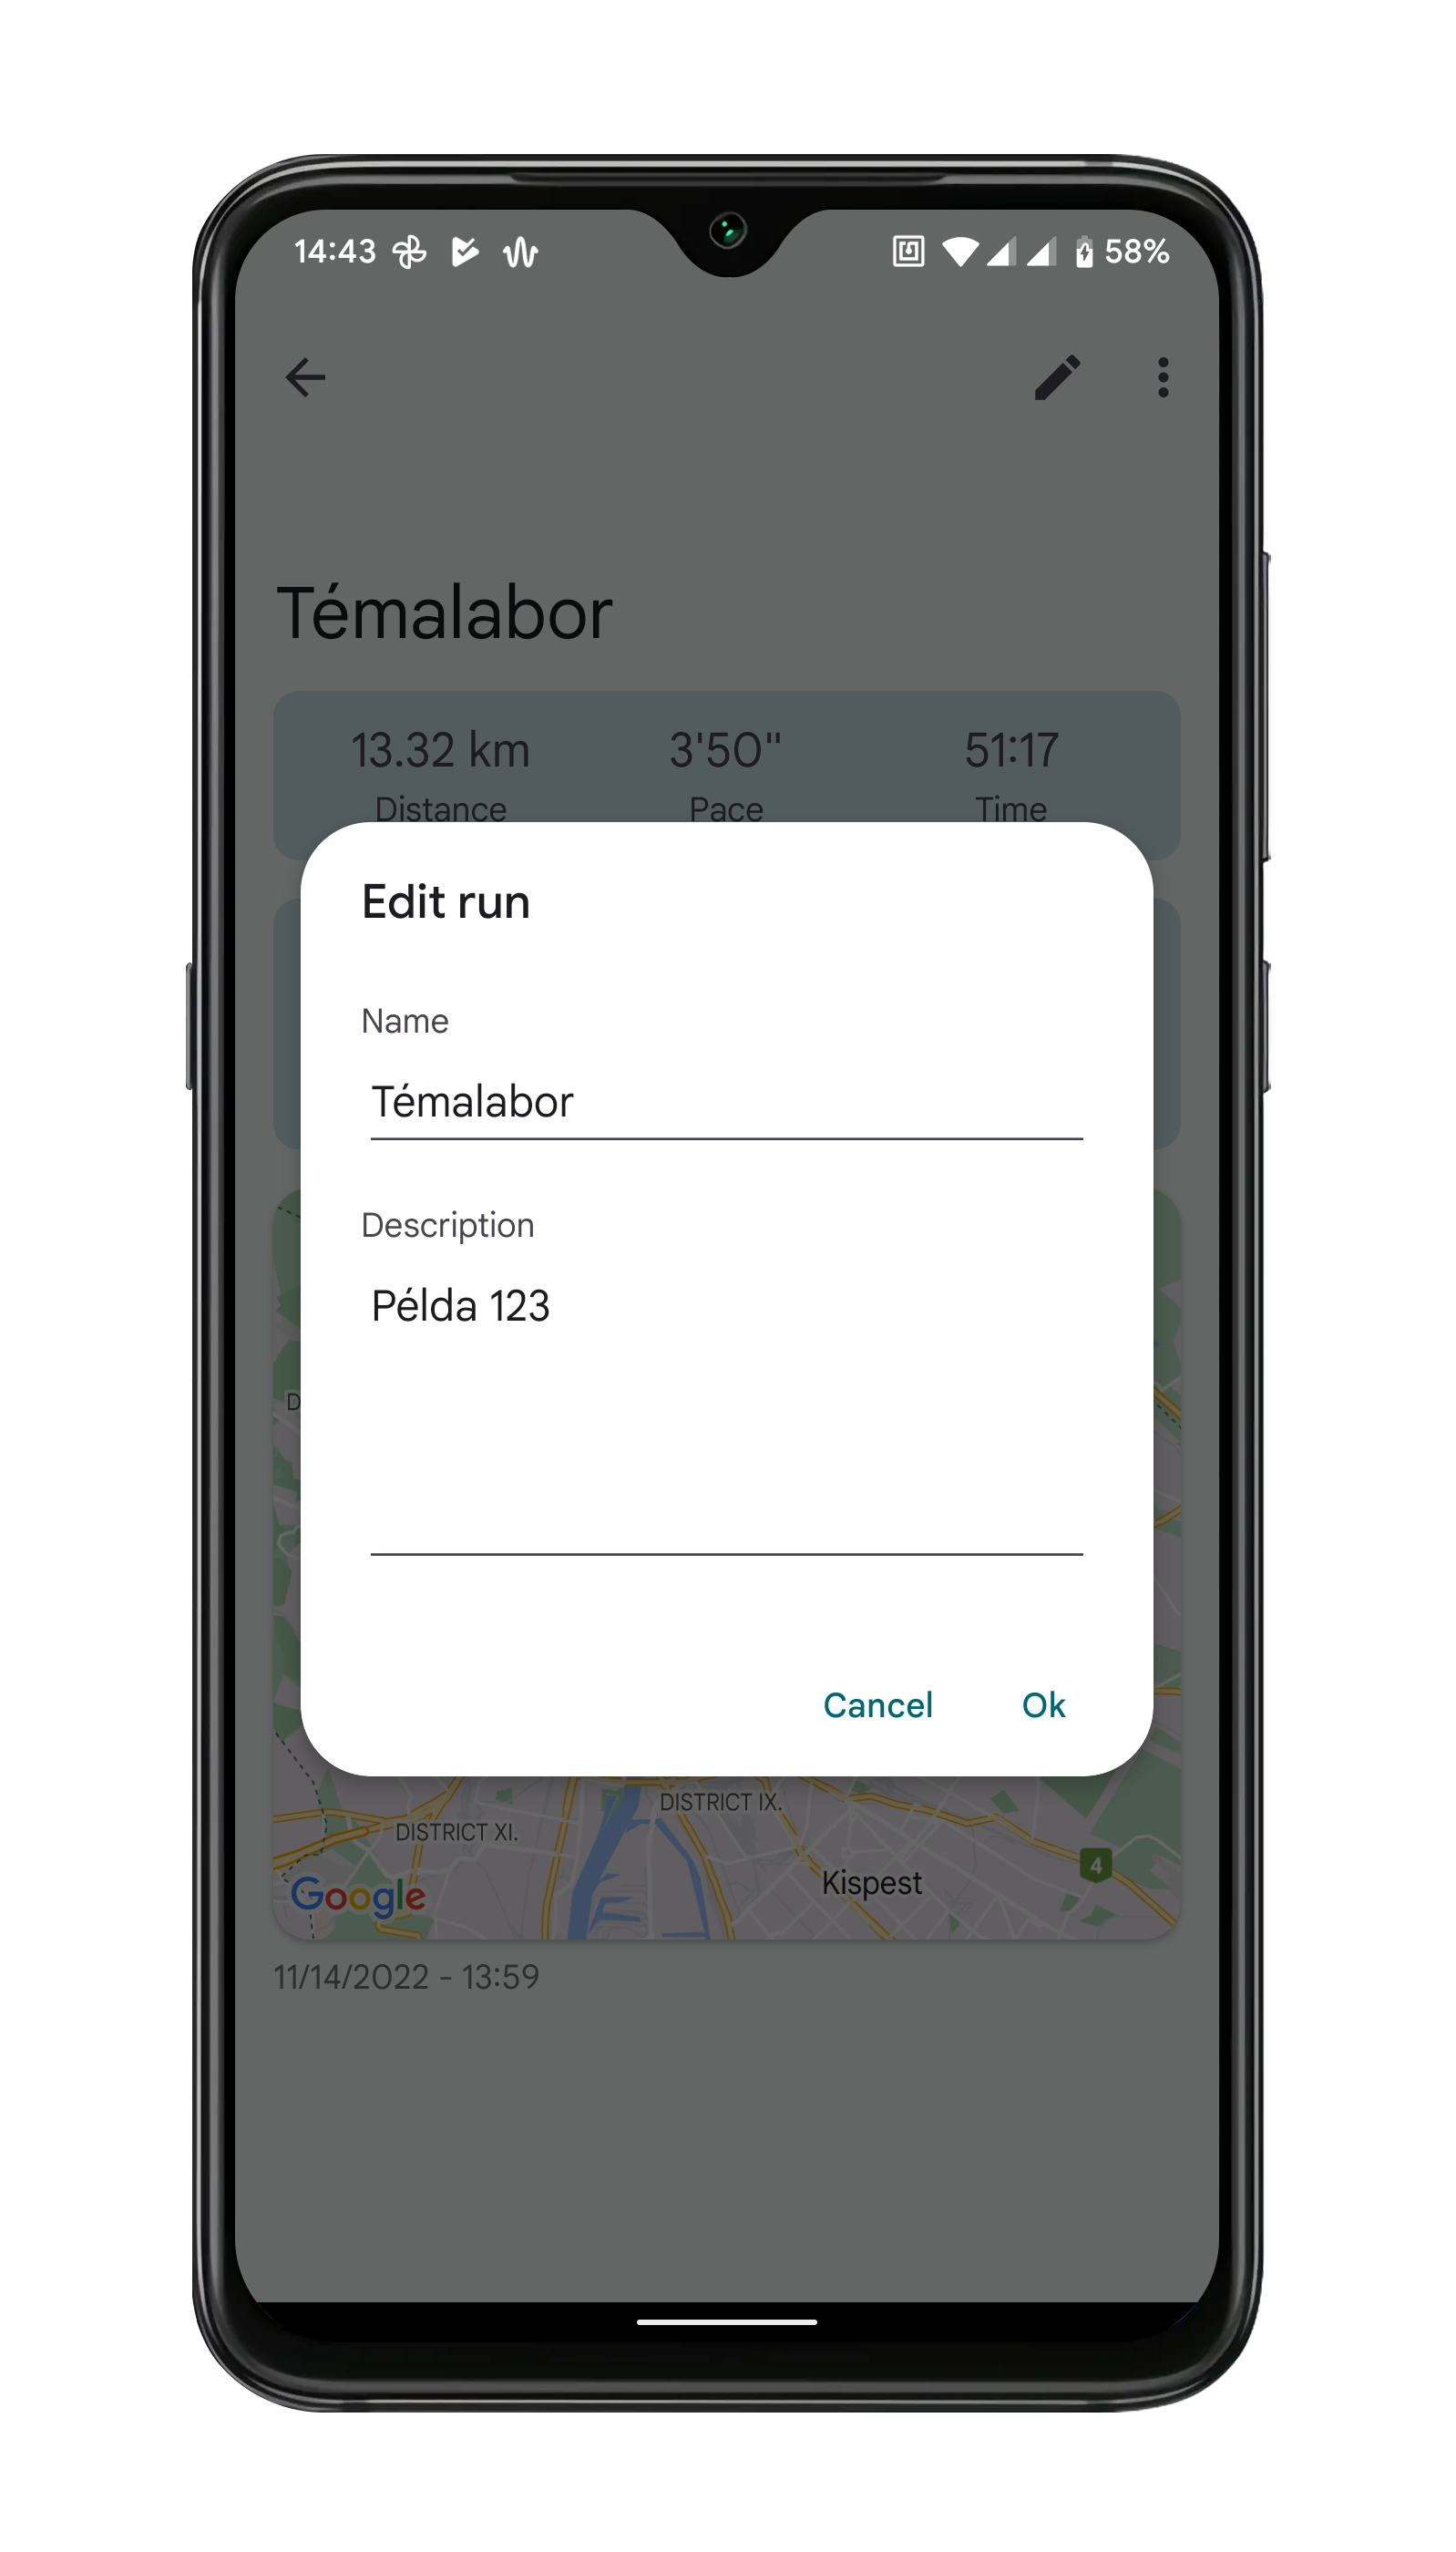 14:43 58%
Témalabor
13.32 km 3'50" 51:17
Distance Pace Time
Edit run
Name
Témalabor
Description
Példa 123
D
Cancel Ok
DISTRICT IX.
DISTRICT XI.
4
Kispest
Google
11/14/2022 - 13:59